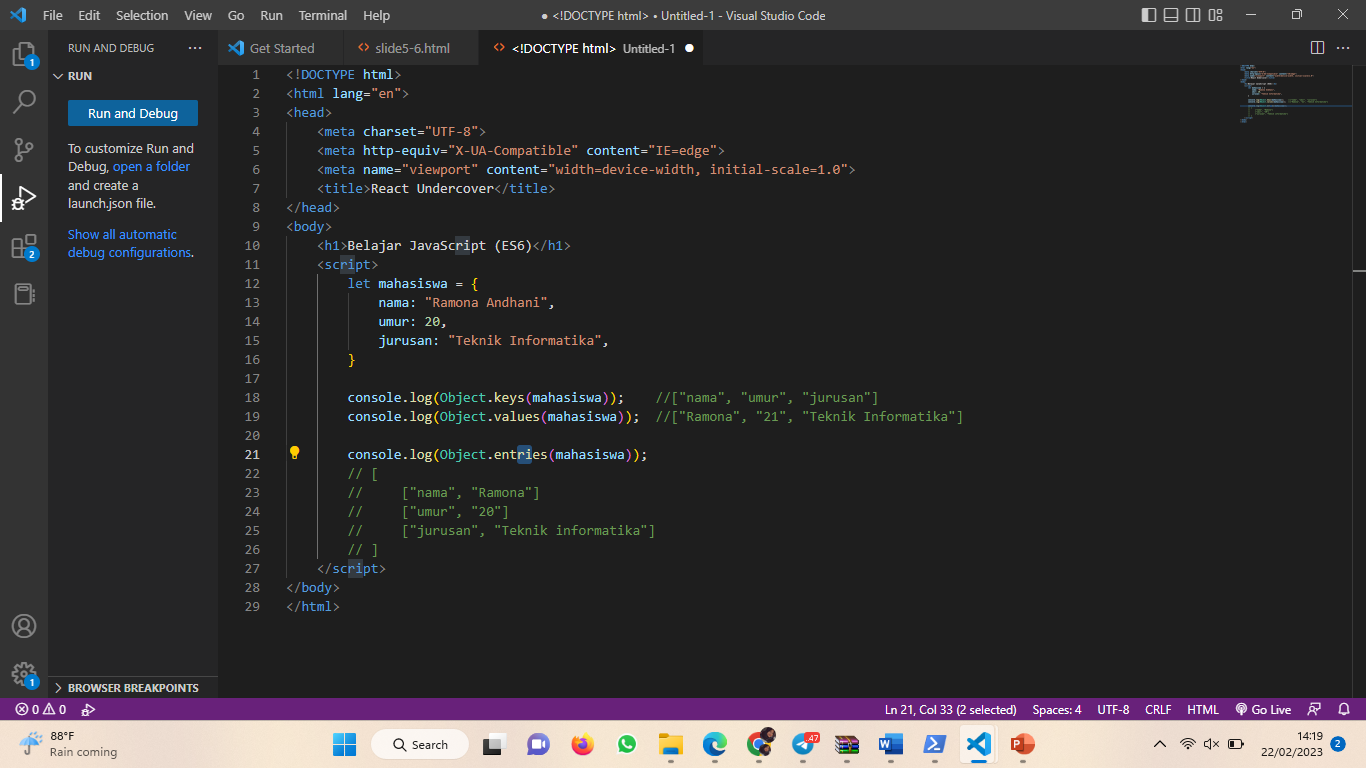 File Edit Selection View Go Run Terminal Help
● <!DOCTYPE html> • Untitled-1 - Visual Studio Code
RUN AND DEBUG ···
RUN
Run and Debug
To customize Run and
Debug, open a folder
and create a
launch.json file.
Show all automatic
debug configurations.
BROWSER BREAKPOINTS
1
2
1
Get Started
<> slide5-6.html
<> <!DOCTYPE html> Untitled-1 ●
1 <!DOCTYPE html>
2 <html lang="en">
3 <head>
4 <meta charset="UTF-8">
5 <meta http-equiv="X-UA-Compatible" content="IE=edge">
6 <meta name="viewport" content="width=device-width, initial-scale=1.0">
7 <title>React Undercover</title>
8 </head>
9 <body>
10 <h1>Belajar JavaScript (ES6)</h1>
11 <script>
12 let mahasiswa = {
13 nama: "Ramona Andhani",
14 umur: 20,
15 jurusan: "Teknik Informatika",
16 }
17
18 console.log(Object.keys(mahasiswa)); //["nama", "umur", "jurusan"]
19 console.log(Object.values(mahasiswa)); //["Ramona", "21", "Teknik Informatika"]
20
21 console.log(Object.entries(mahasiswa));
22 // [
23 // ["nama", "Ramona"]
24 // ["umur", "20"]
25 // ["jurusan", "Teknik informatika"]
26 // ]
27 </script>
28 </body>
29 </html>
0 0
Ln 21, Col 33 (2 selected) Spaces: 4 UTF-8 CRLF HTML Go Live
88°F
Rain coming
Search
.47
14:19
22/02/2023
2